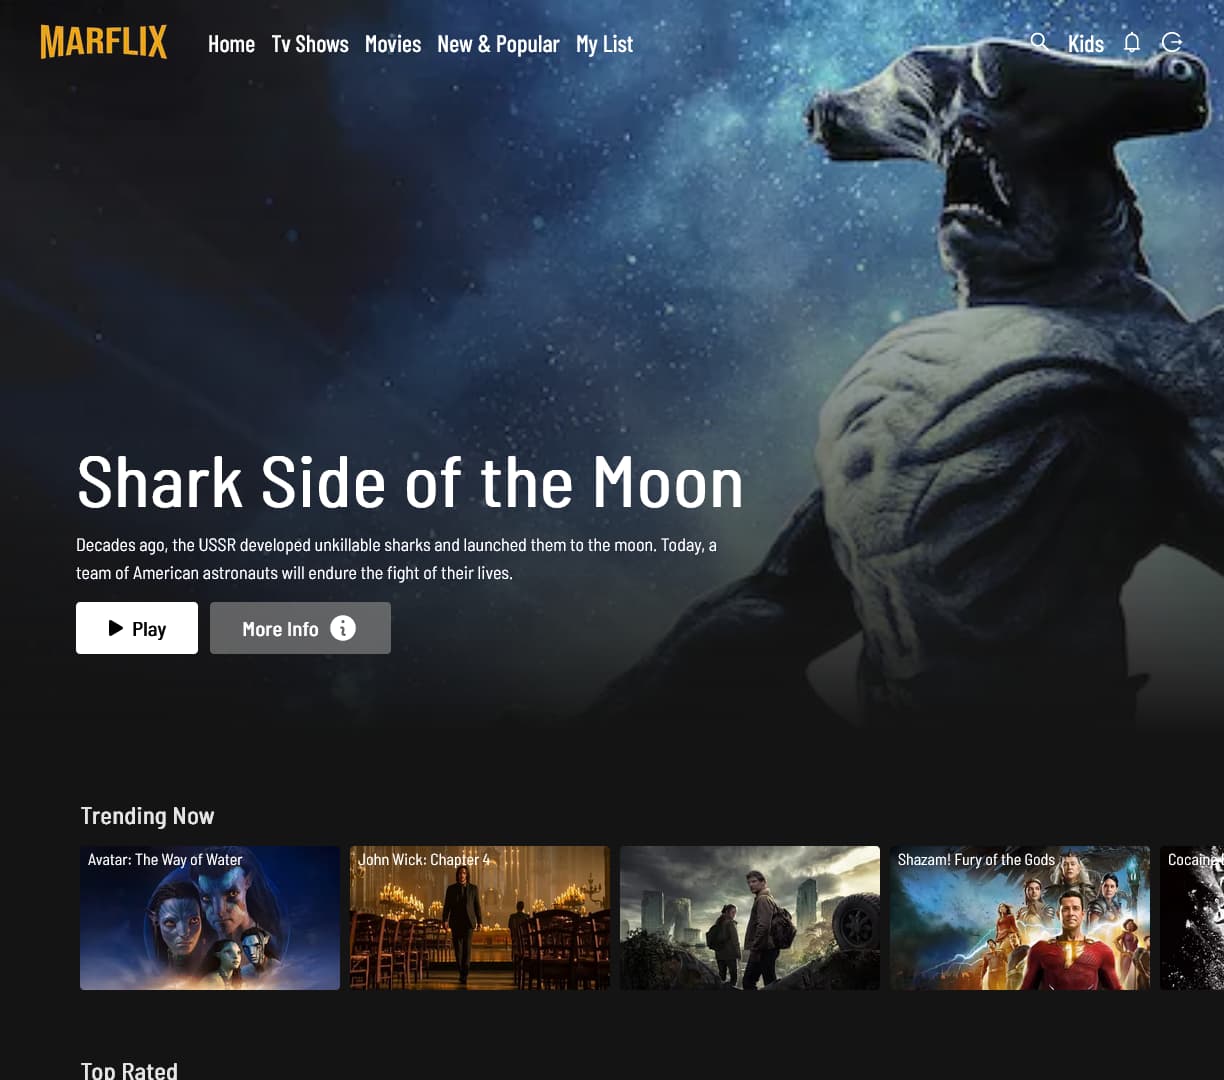 MARFLIX
Home
Tv Shows
Movies
New & Popular
My List
Kids
Shark Side of the Moon
Decades ago, the USSR developed unkillable sharks and launched them to the moon. Today, a
team of American astronauts will endure the fight of their lives.
Play
More Info
Trending Now
Avatar: The Way of Water
John Wick: Chapter 4
Shazam! Fury of the Gods
Cocaine
Top Rated